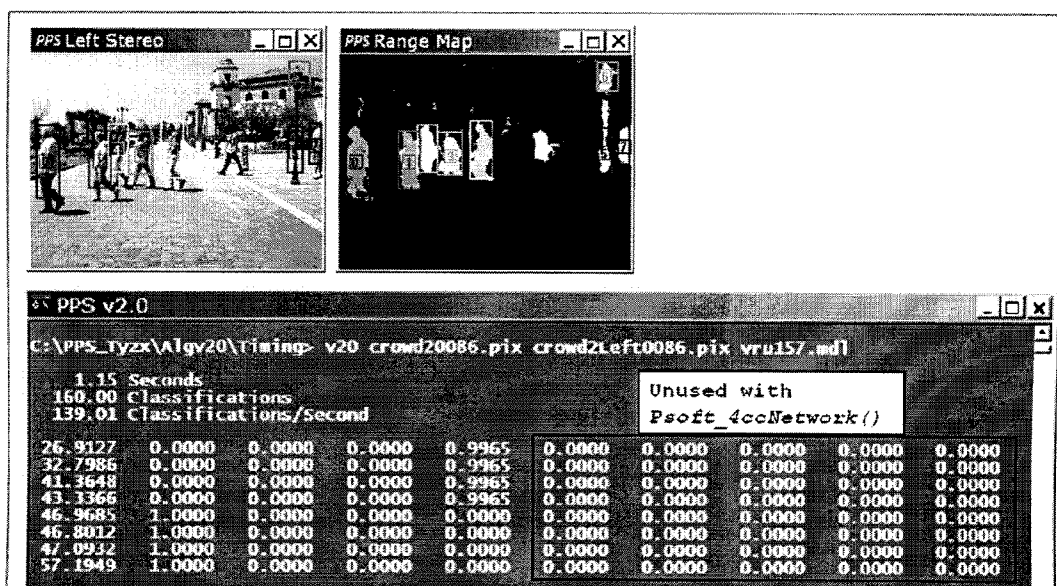 PPS Left Stereo
PPS Range Map
PPS v2.0
C:\PPS_Tyzx\Algv20\Timing> v20 crowd20086.pix crowd2Left0086.pix vru157.mdl
1.15 Seconds
160.00 Classifications
139.01 Classifications/Second
Unused with
Psoft_4ccNetwork()
26.9127 0.0000 0.0000 0.0000 0.9965 0.0000 0.0000 0.0000 0.0000 0.0000
32.7986 0.0000 0.0000 0.0000 0.9965 0.0000 0.0000 0.0000 0.0000 0.0000
41.3648 0.0000 0.0000 0.0000 0.9965 0.0000 0.0000 0.0000 0.0000 0.0000
43.3366 0.0000 0.0000 0.0000 0.9965 0.0000 0.0000 0.0000 0.0000 0.0000
46.9685 1.0000 0.0000 0.0000 0.0000 0.0000 0.0000 0.0000 0.0000 0.0000
46.8012 1.0000 0.0000 0.0000 0.0000 0.0000 0.0000 0.0000 0.0000 0.0000
47.0932 1.0000 0.0000 0.0000 0.0000 0.0000 0.0000 0.0000 0.0000 0.0000
57.1949 1.0000 0.0000 0.0000 0.0000 0.0000 0.0000 0.0000 0.0000 0.0000